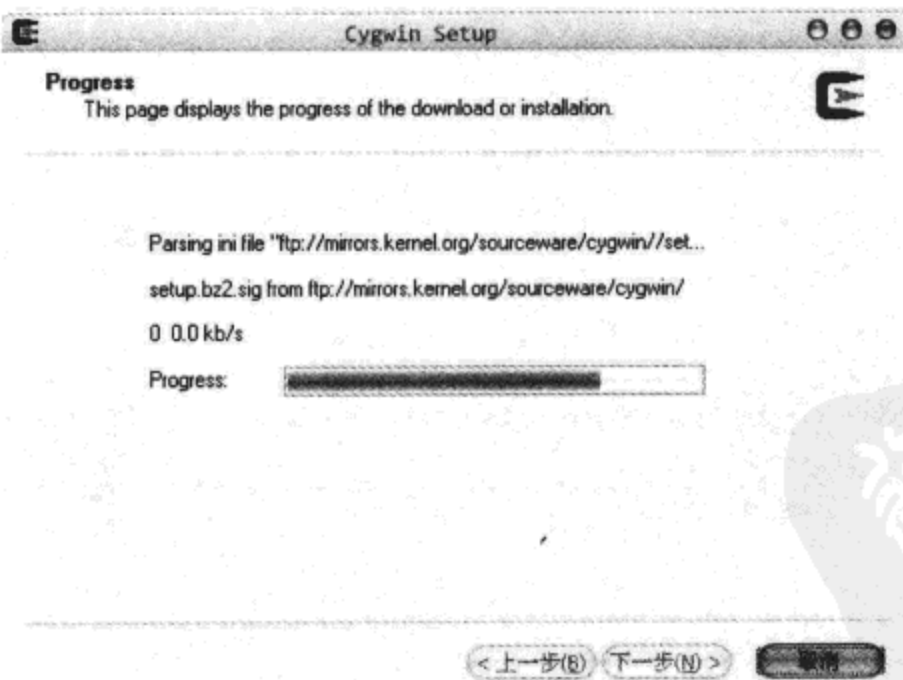 Cygwin Setup
Progress
This page displays the progress of the download or installation.
Parsing ini file "ftp://mirrors.kernel.org/sourceware/cygwin//set...
setup.bz2.sig from ftp://mirrors.kernel.org/sourceware/cygwin/
0 0.0 kb/s
Progress:
< 上一步(B) 下一步(N) > 取消